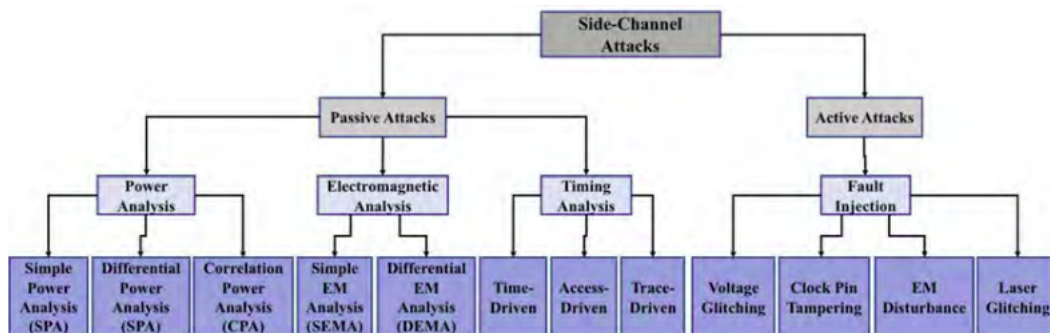 Side-Channel
Attacks
Passive Attacks
Active Attacks
Power
Analysis
Electromagnetic
Analysis
Timing
Analysis
Fault
Injection
Simple
Power
Analysis
(SPA)
Differential
Power
Analysis
(SPA)
Correlation
Power
Analysis
(CPA)
Simple
EM
Analysis
(SEMA)
Differential
EM
Analysis
(DEMA)
Time-
Driven
Access-
Driven
Trace-
Driven
Voltage
Glitching
Clock Pin
Tampering
EM
Disturbance
Laser
Glitching